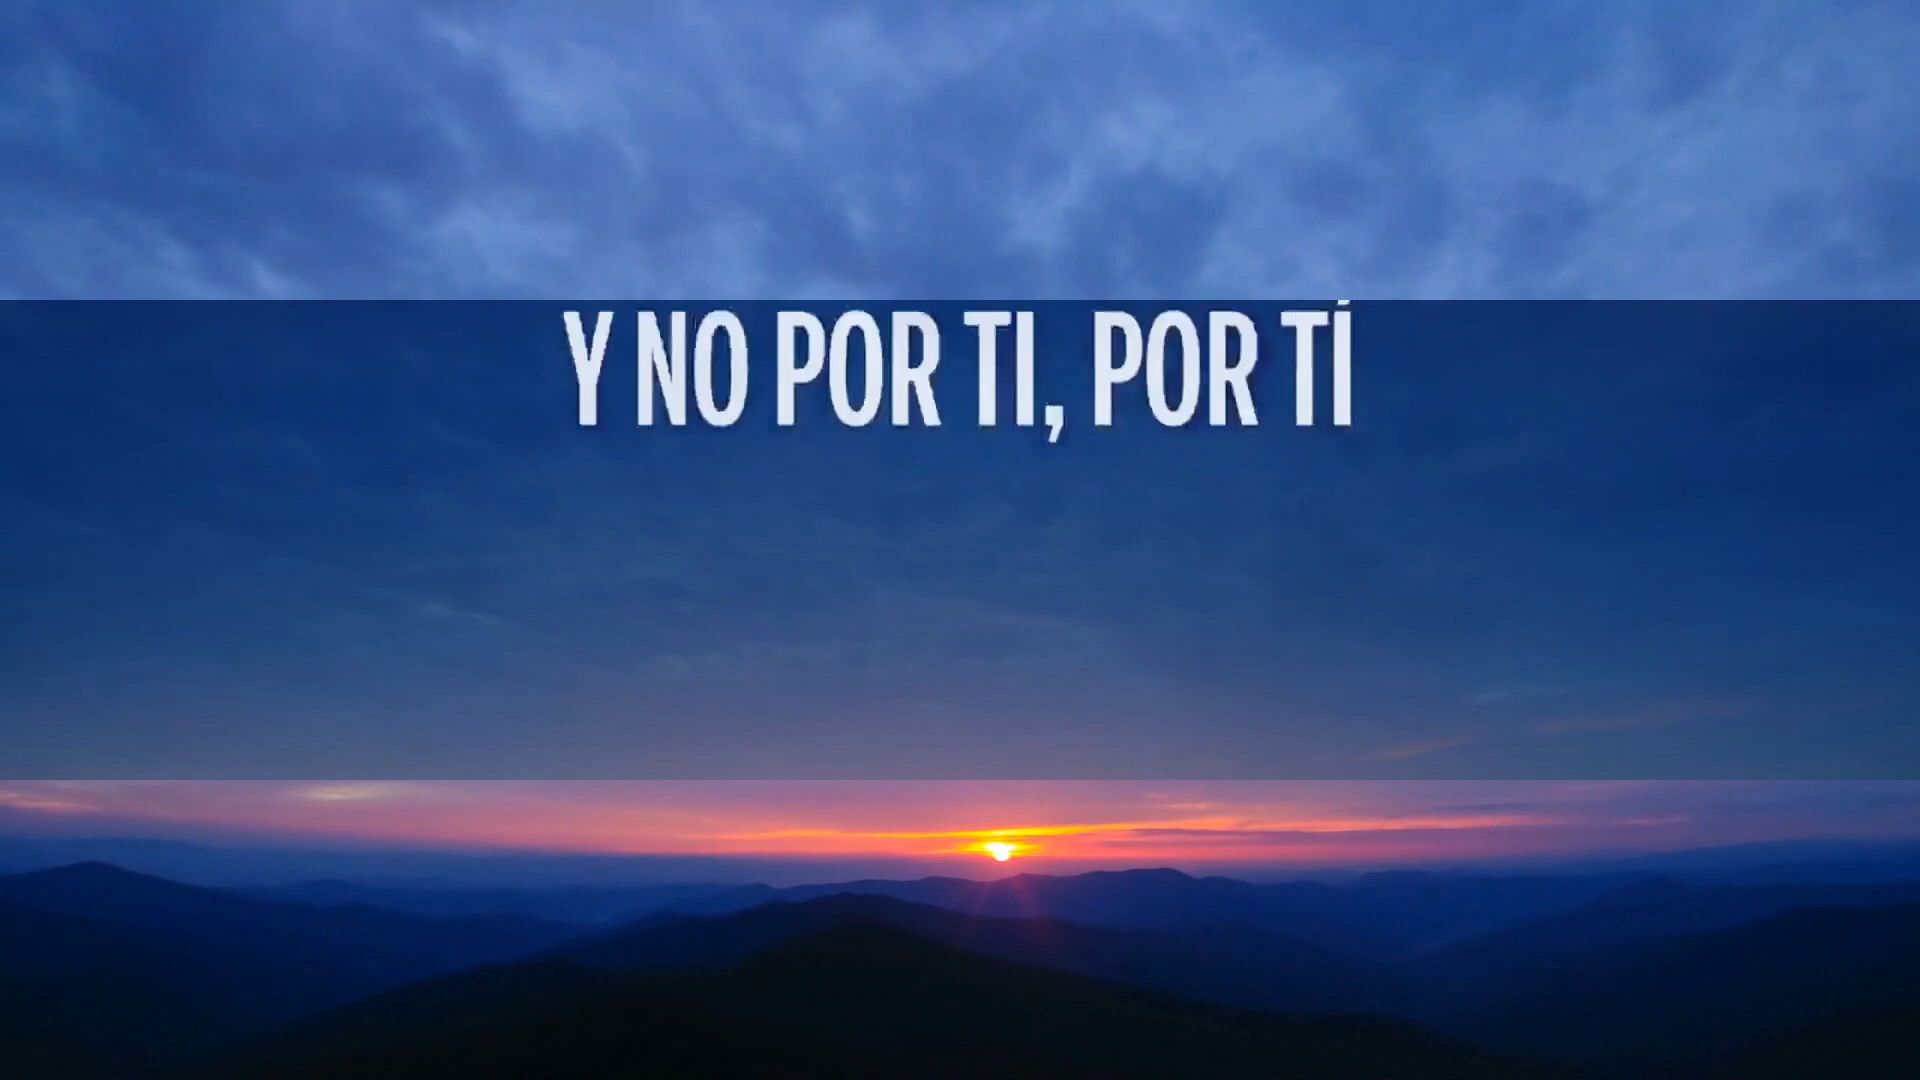 Y NO POR TI, POR TÍ